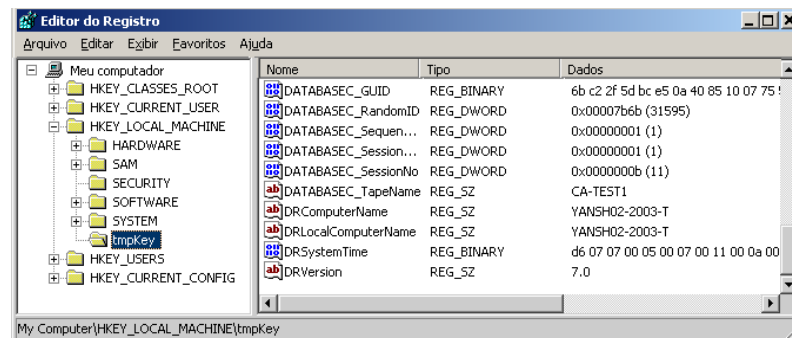 Editor do Registro
Arquivo Editar Exibir Favoritos Ajuda
Meu computador
HKEY_CLASSES_ROOT
HKEY_CURRENT_USER
HKEY_LOCAL_MACHINE
HARDWARE
SAM
SECURITY
SOFTWARE
SYSTEM
tmpKey
HKEY_USERS
HKEY_CURRENT_CONFIG
Nome Tipo Dados
DATABASEC_GUID REG_BINARY 6b c2 2f 5d bc e5 0a 40 85 10 07 75
DATABASEC_RandomID REG_DWORD 0x00007b6b (31595)
DATABASEC_Sequen... REG_DWORD 0x00000001 (1)
DATABASEC_Session... REG_DWORD 0x00000001 (1)
DATABASEC_SessionNo REG_DWORD 0x0000000b (11)
DATABASEC_TapeName REG_SZ CA-TEST1
DRComputerName REG_SZ YANSH02-2003-T
DRLocalComputerName REG_SZ YANSH02-2003-T
DRSystemTime REG_BINARY d6 07 07 00 05 00 07 00 11 00 0a 00
DRVersion REG_SZ 7.0
My Computer\HKEY_LOCAL_MACHINE\tmpKey